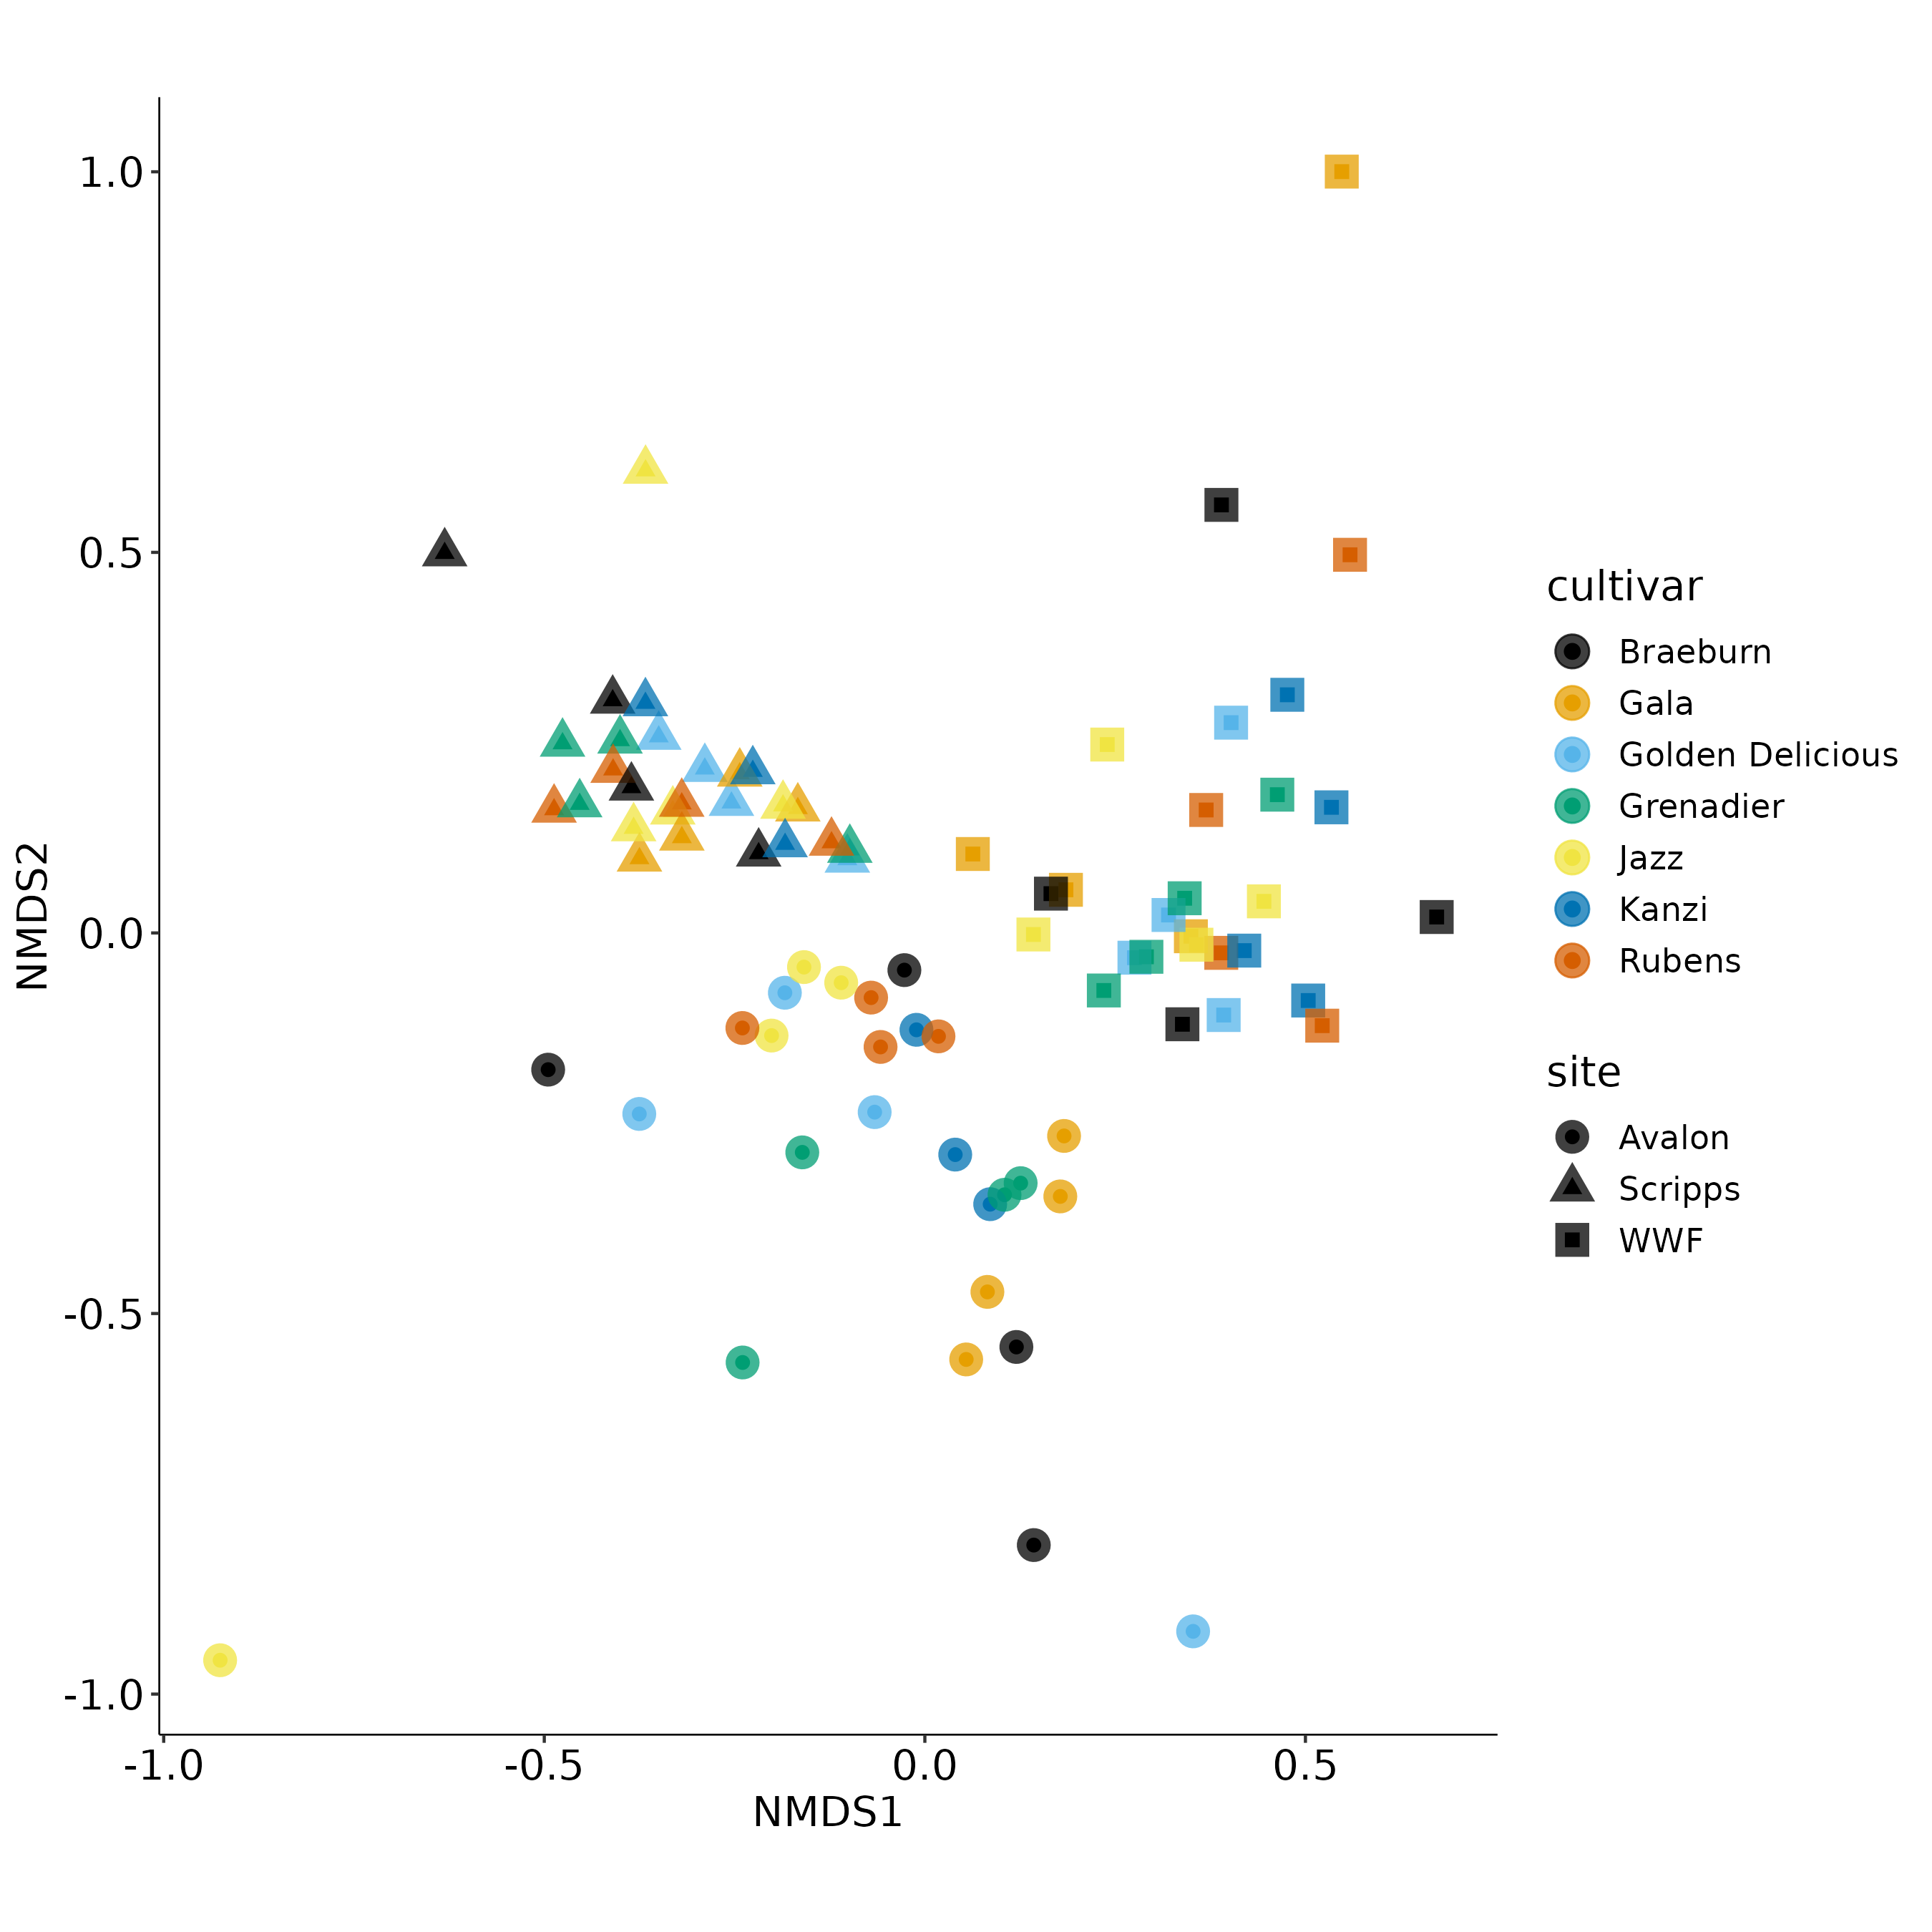 1.0
0.5
0.0
-0.5
-1.0
NMDS2
-1.0 -0.5 0.0 0.5
NMDS1
cultivar
Braeburn
Gala
Golden Delicious
Grenadier
Jazz
Kanzi
Rubens
site
Avalon
Scripps
WWF